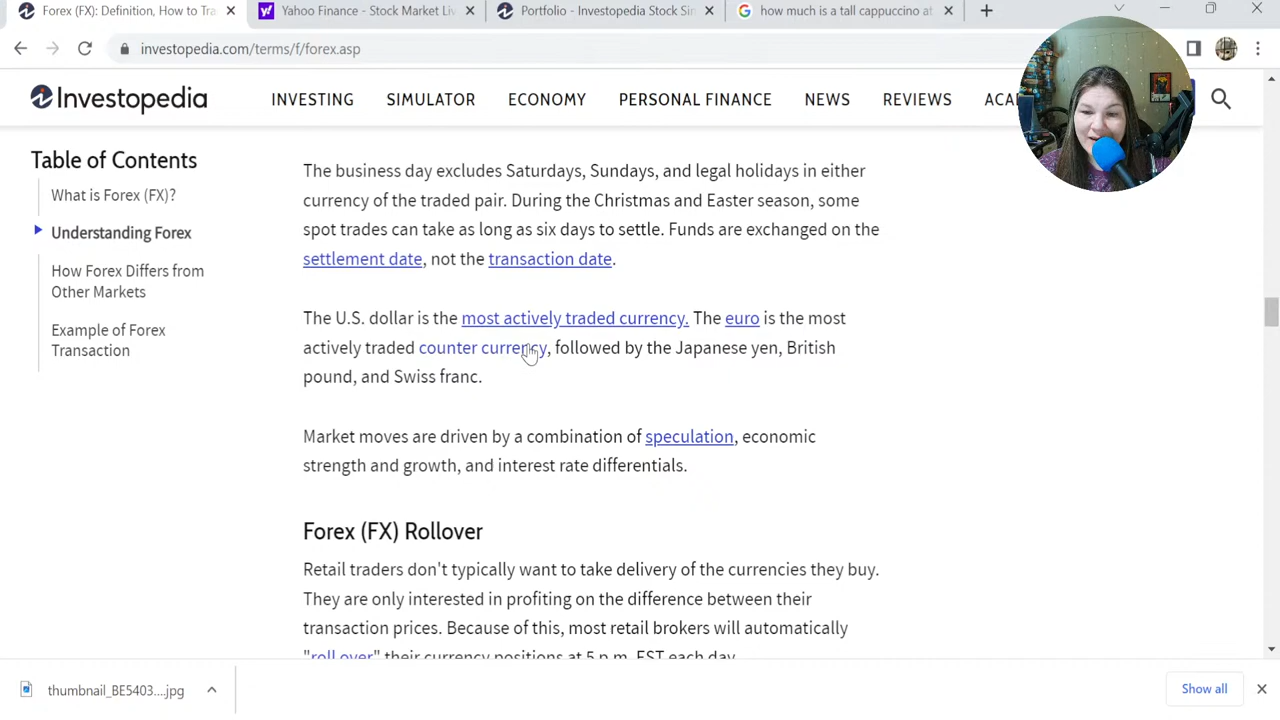 Forex (FX): Definition, How to Tra
Yahoo Finance - Stock Market Liv
Portfolio - Investopedia Stock Sim
how much is a tall cappuccino at
investopedia.com/terms/f/forex.asp
Investopedia
INVESTING
SIMULATOR
ECONOMY
PERSONAL FINANCE
NEWS
REVIEWS
ACA
Table of Contents
What is Forex (FX)?
Understanding Forex
How Forex Differs from
Other Markets
Example of Forex
Transaction
The business day excludes Saturdays, Sundays, and legal holidays in either
currency of the traded pair. During the Christmas and Easter season, some
spot trades can take as long as six days to settle. Funds are exchanged on the
settlement date, not the transaction date.
The U.S. dollar is the most actively traded currency. The euro is the most
actively traded counter currency, followed by the Japanese yen, British
pound, and Swiss franc.
Market moves are driven by a combination of speculation, economic
strength and growth, and interest rate differentials.
Forex (FX) Rollover
Retail traders don't typically want to take delivery of the currencies they buy.
They are only interested in profiting on the difference between their
transaction prices. Because of this, most retail brokers will automatically
"roll over" their currency positions at 5 p.m. EST each day.
thumbnail_BE5403....jpg
Show all